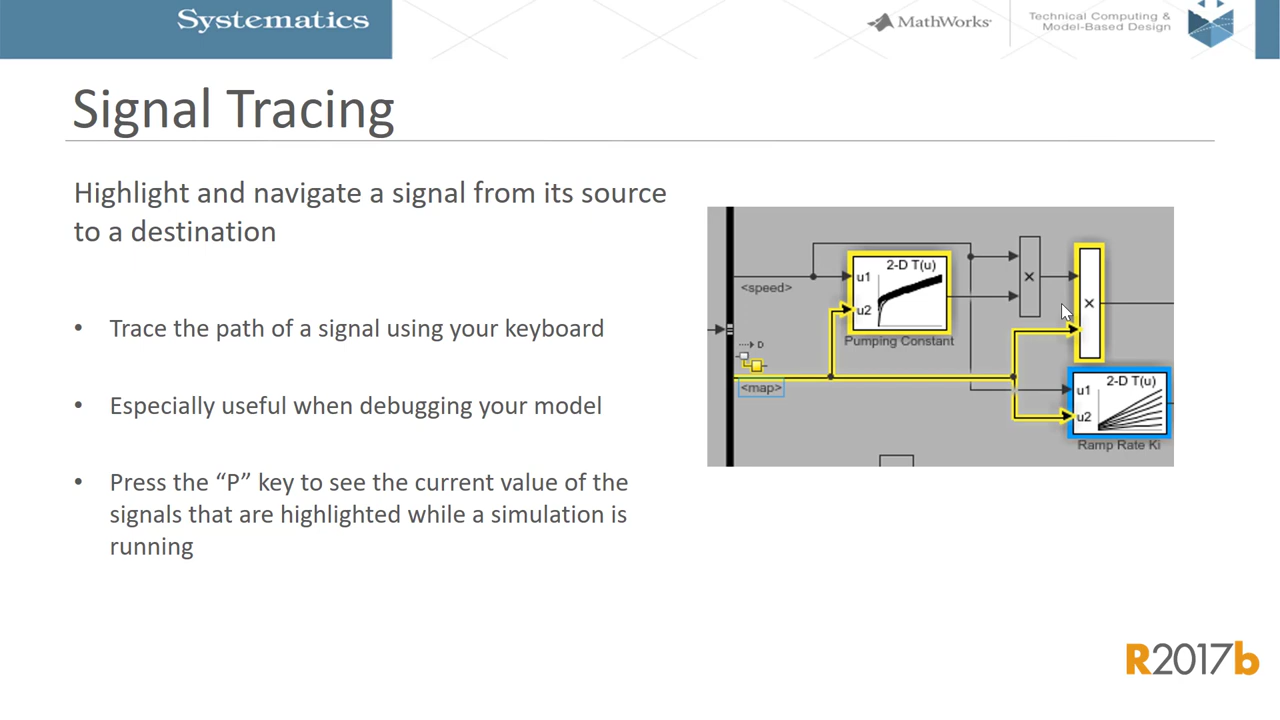 Systematics
MathWorks
Technical Computing &
Model-Based Design
Signal Tracing
Highlight and navigate a signal from its source
to a destination
• Trace the path of a signal using your keyboard
• Especially useful when debugging your model
• Press the “P” key to see the current value of the
signals that are highlighted while a simulation is
running
2-D T(u)
u1
u2
Pumping Constant
<speed>
D
<map>
×
×
2-D T(u)
u1
u2
Ramp Rate Ki
R2017b